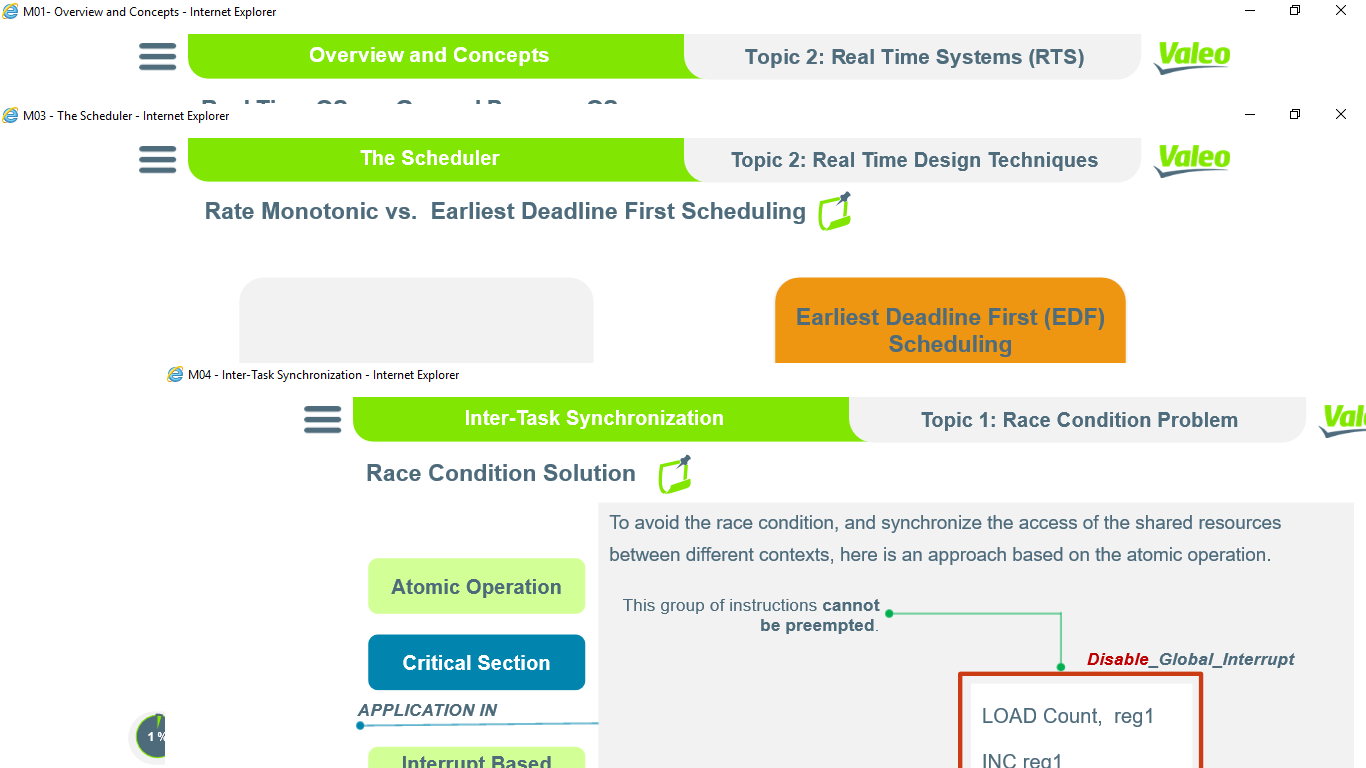 M01- Overview and Concepts - Internet Explorer
Overview and Concepts
Topic 2: Real Time Systems (RTS)
Valeo
M03 - The Scheduler - Internet Explorer
The Scheduler
Topic 2: Real Time Design Techniques
Valeo
Rate Monotonic vs. Earliest Deadline First Scheduling
Earliest Deadline First (EDF)
Scheduling
M04 - Inter-Task Synchronization - Internet Explorer
Inter-Task Synchronization
Topic 1: Race Condition Problem
Race Condition Solution
To avoid the race condition, and synchronize the access of the shared resources
between different contexts, here is an approach based on the atomic operation.
Atomic Operation
This group of instructions cannot
be preempted.
Critical Section
Disable_Global_Interrupt
APPLICATION IN
LOAD Count, reg1
1 %
Interrupt Based
INC reg1